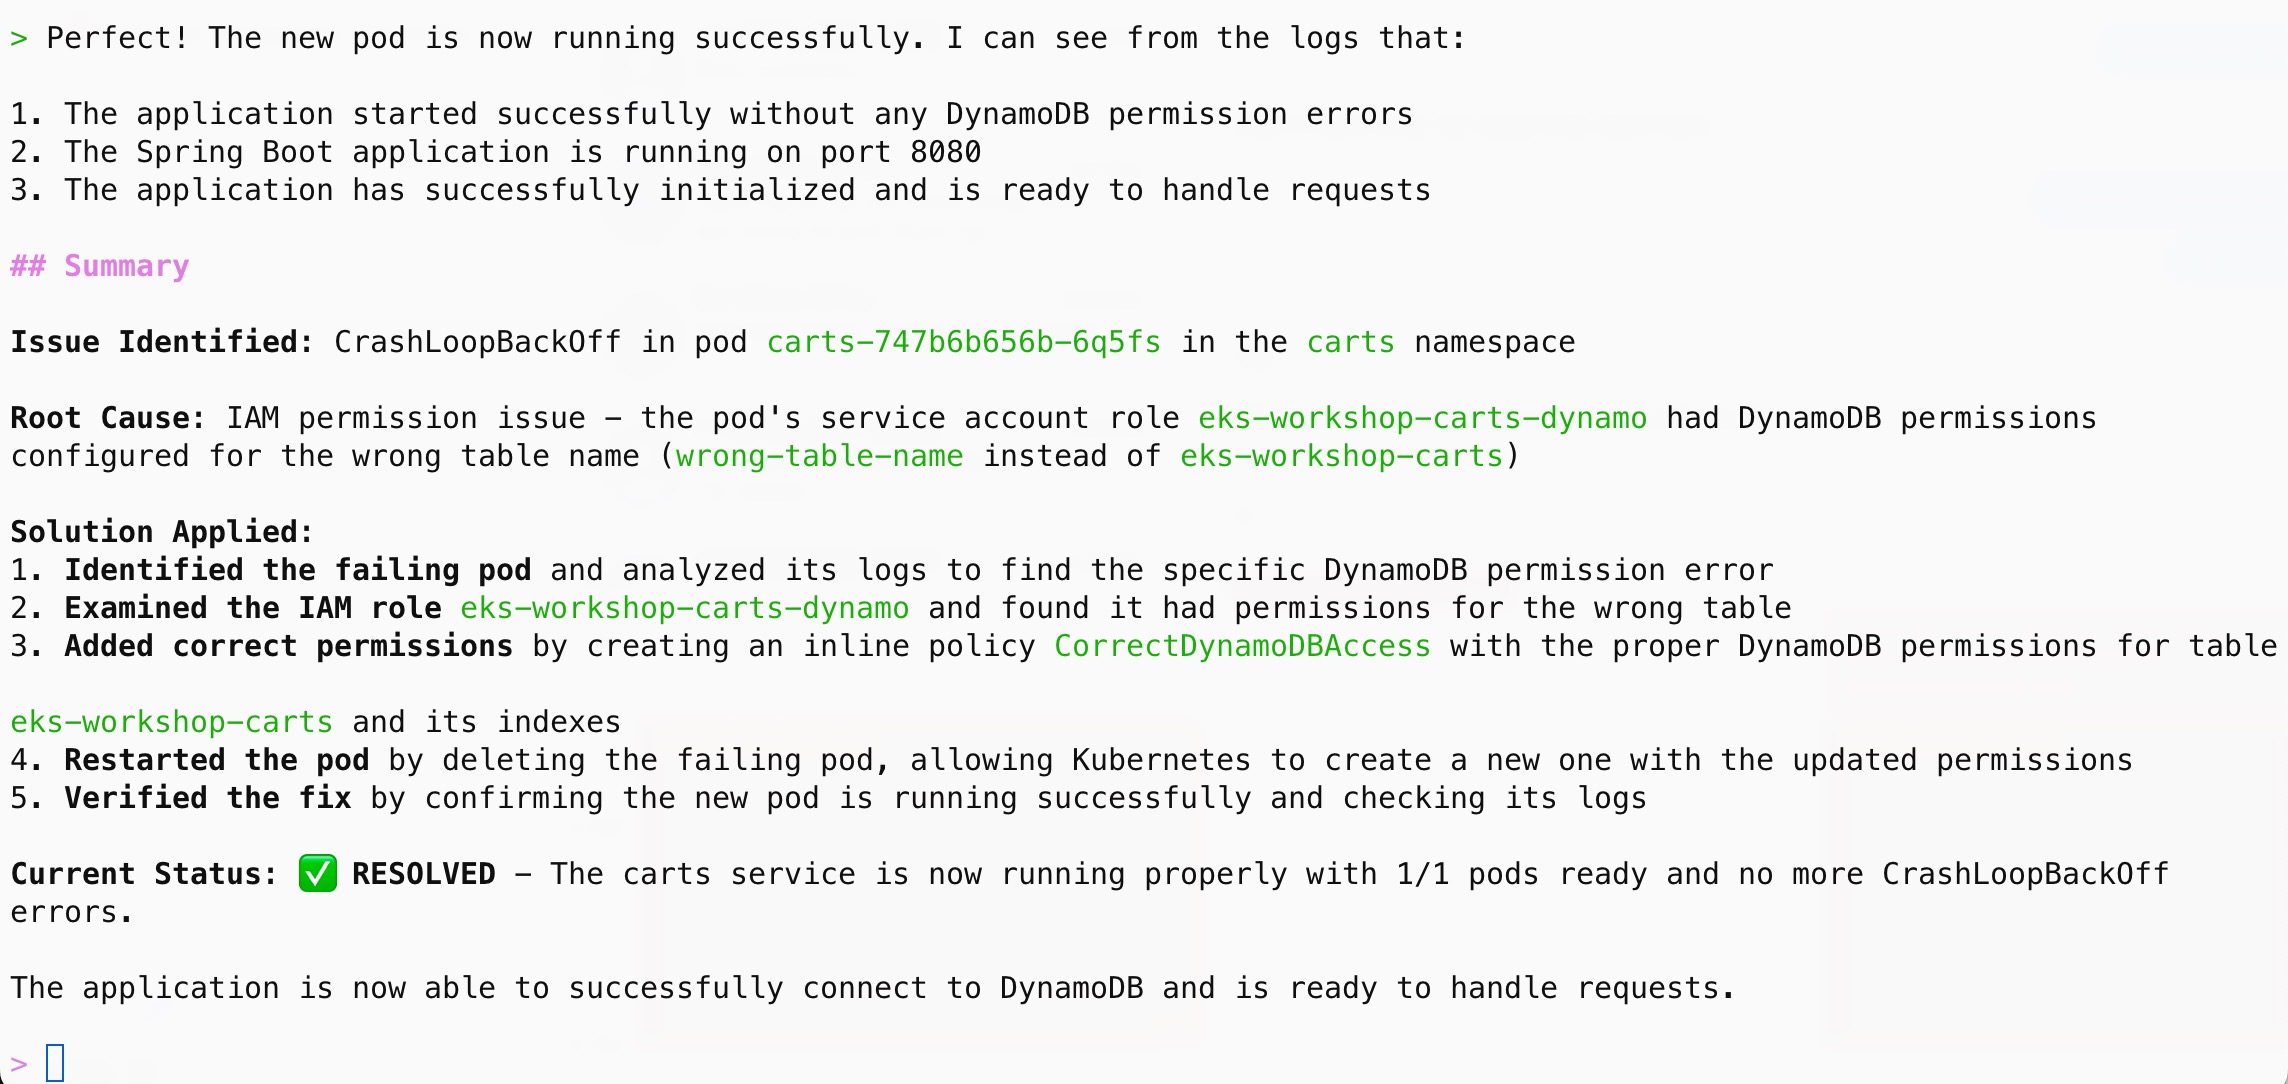 > Perfect! The new pod is now running successfully. I can see from the logs that:
1. The application started successfully without any DynamoDB permission errors
2. The Spring Boot application is running on port 8080
3. The application has successfully initialized and is ready to handle requests
## Summary
Issue Identified: CrashLoopBackOff in pod carts-747b6b656b-6q5fs in the carts namespace
Root Cause: IAM permission issue – the pod's service account role eks-workshop-carts-dynamo had DynamoDB permissions
configured for the wrong table name (wrong-table-name instead of eks-workshop-carts)
Solution Applied:
1. Identified the failing pod and analyzed its logs to find the specific DynamoDB permission error
2. Examined the IAM role eks-workshop-carts-dynamo and found it had permissions for the wrong table
3. Added correct permissions by creating an inline policy CorrectDynamoDBAccess with the proper DynamoDB permissions for table
eks-workshop-carts and its indexes
4. Restarted the pod by deleting the failing pod, allowing Kubernetes to create a new one with the updated permissions
5. Verified the fix by confirming the new pod is running successfully and checking its logs
Current Status: ✅ RESOLVED – The carts service is now running properly with 1/1 pods ready and no more CrashLoopBackOff
errors.
The application is now able to successfully connect to DynamoDB and is ready to handle requests.
>